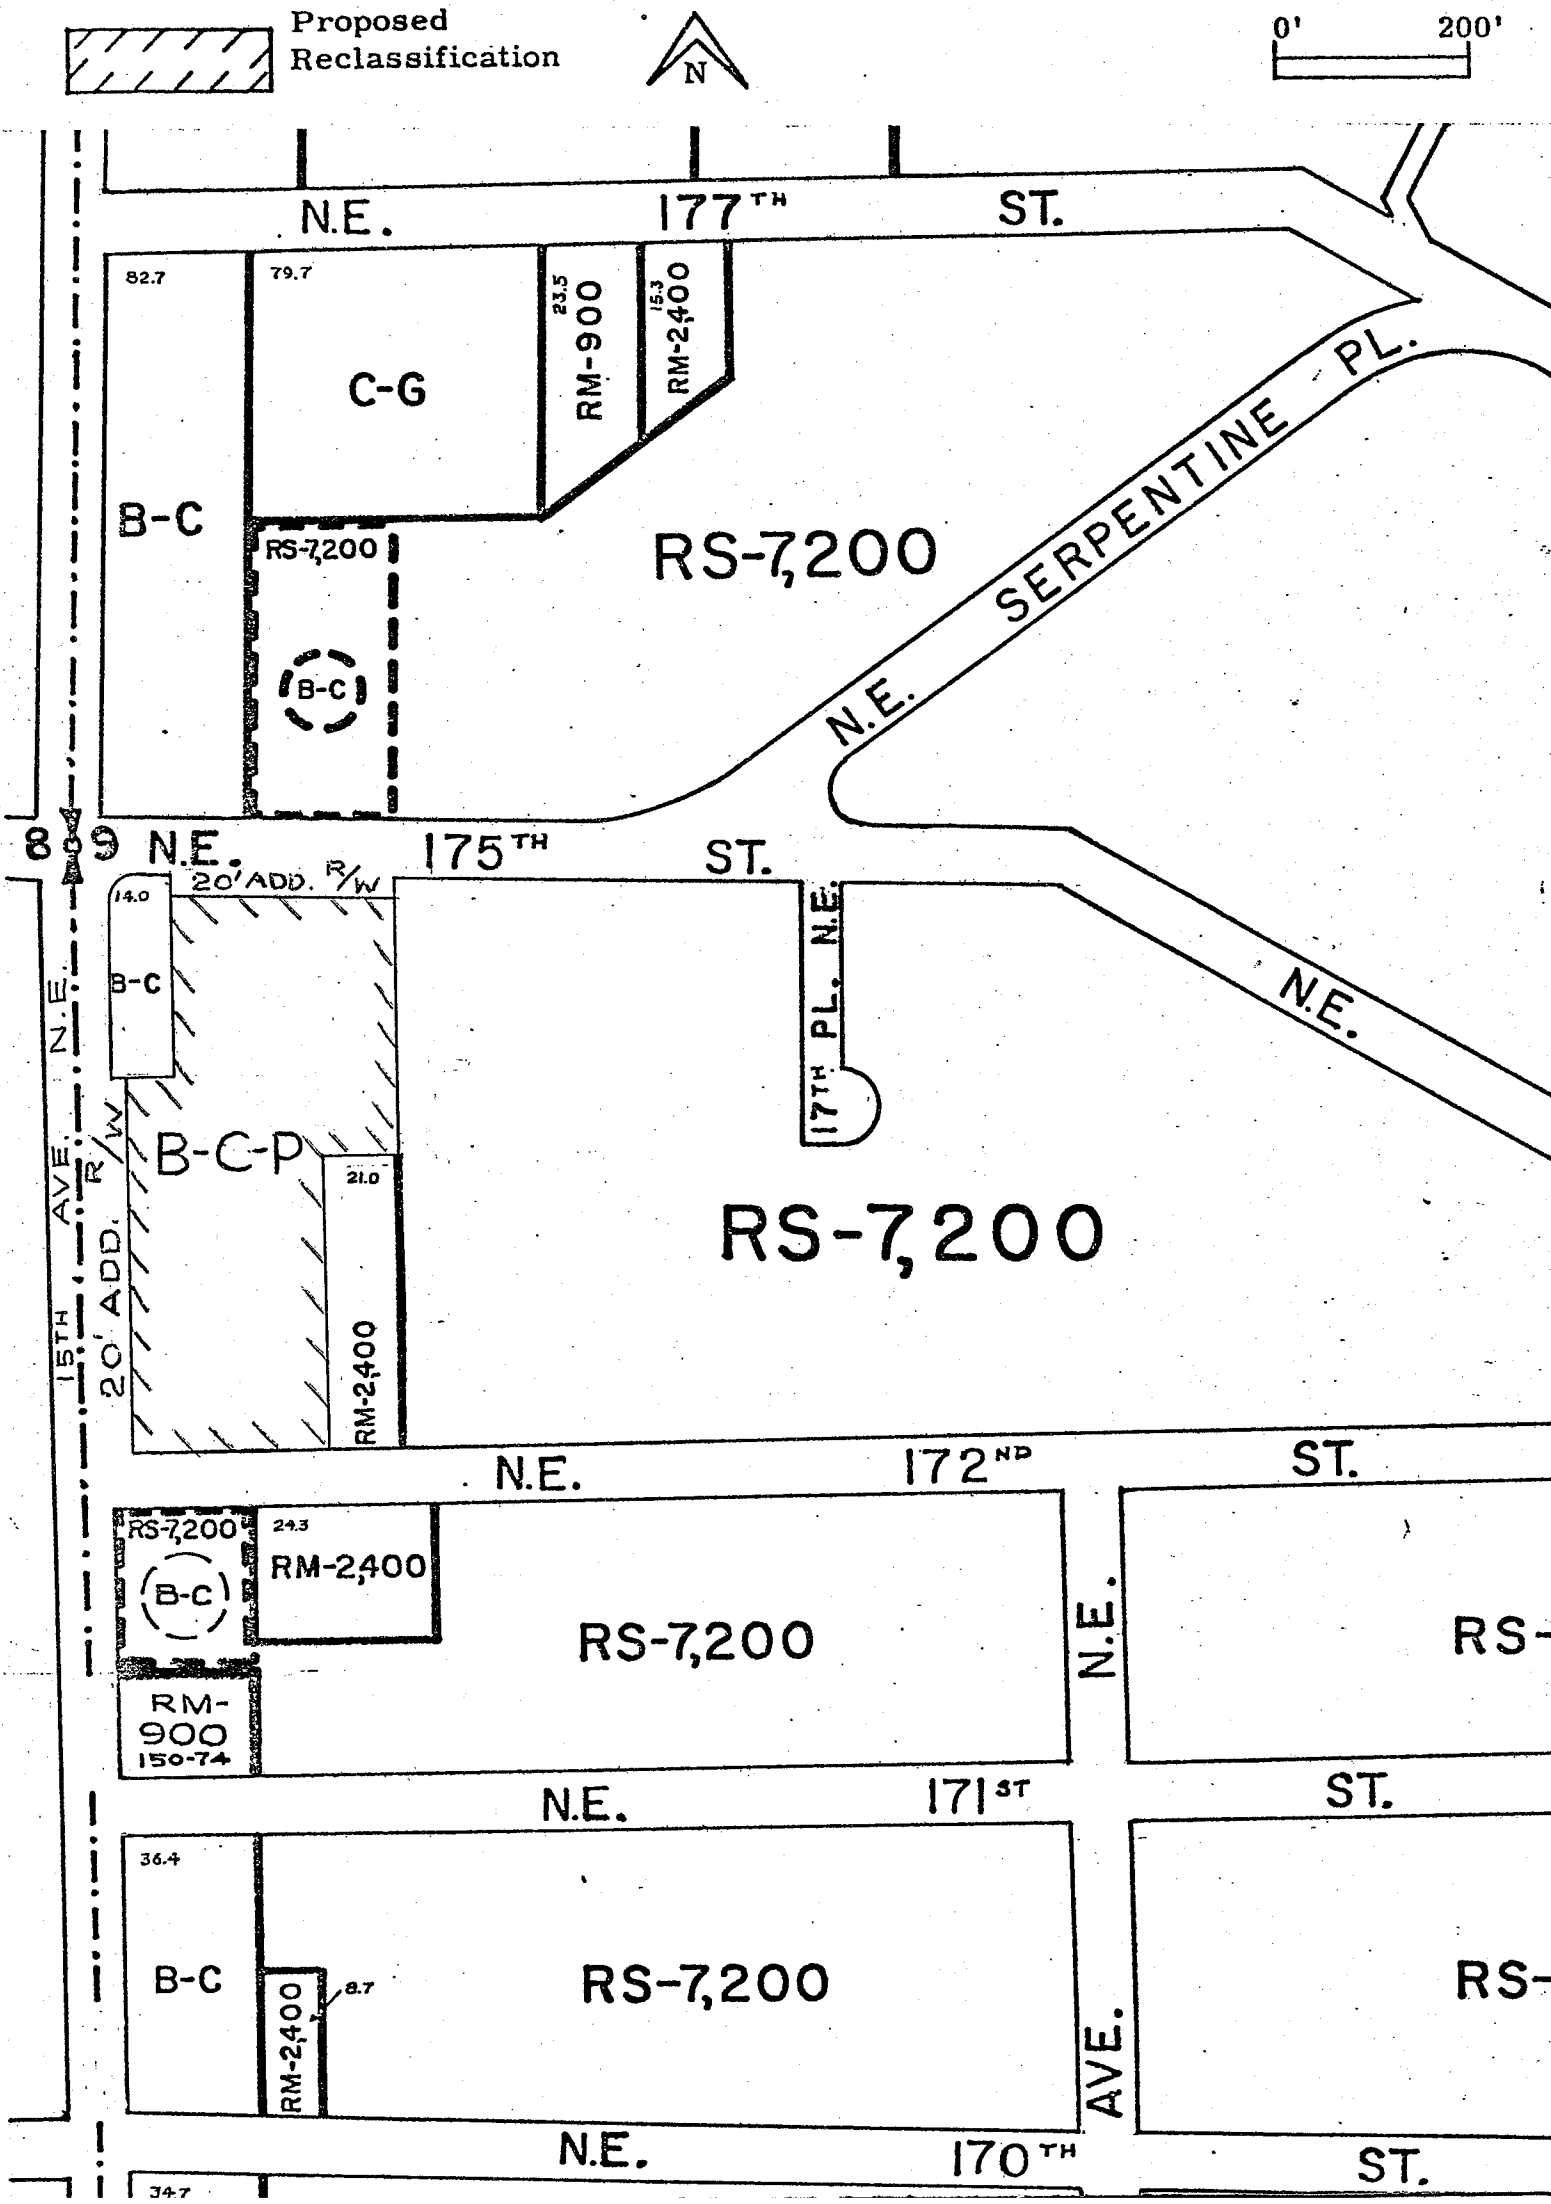 Proposed
Reclassification
N
0' 200'
N.E. 177TH ST.
82.7
79.7
23.5
RM-900
15.3
RM-2,400
C-G
B-C
RS-7,200
RS-7,200
B-C
N.E. SERPENTINE PL.
8 9
N.E. 175TH ST.
20' ADD. R/W
14.0
B-C
17TH PL. N.E.
N.E.
15TH AVE. N.E.
20' ADD. R/W
B-C-P
21.0
RM-2,400
RS-7,200
N.E. 172ND ST.
RS-7,200
B-C
24.3
RM-2,400
RS-7,200
N.E.
RS-
RM-
900
150-74
N.E. 171ST ST.
36.4
B-C
RM-2,400
8.7
RS-7,200
AVE.
RS-
N.E. 170TH ST.
34.7